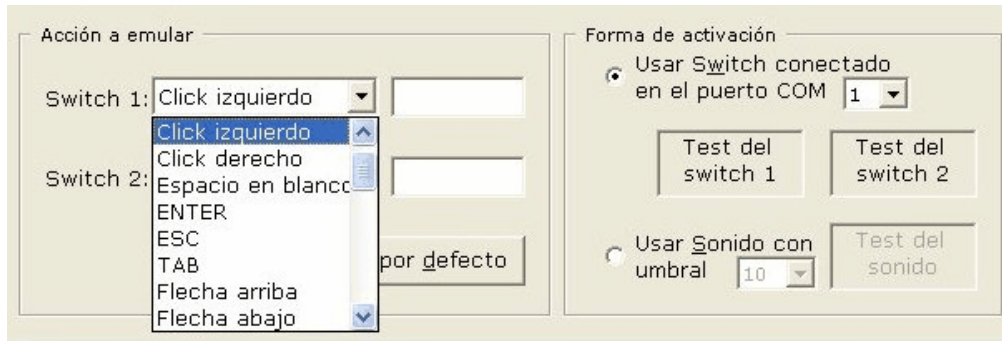 Acción a emular
Switch 1: Click izquierdo
Click izquierdo
Click derecho
Espacio en blanco
ENTER
ESC
TAB
Flecha arriba
Flecha abajo
Switch 2:
por defecto
Forma de activación
Usar Switch conectado
en el puerto COM 1
Test del
switch 1
Test del
switch 2
Usar Sonido con
umbral 10
Test del
sonido